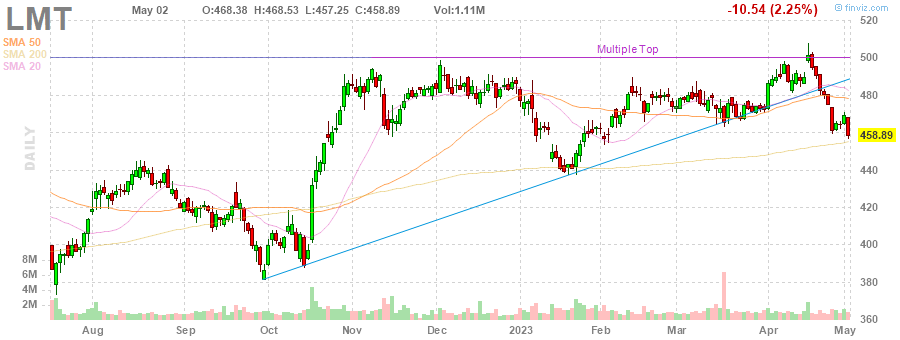 LMT
May 02 O:468.38 H:468.53 L:457.25 C:458.89 Vol:1.11M -10.54 (2.25%) finviz.com
SMA 50
SMA 200
SMA 20
Multiple Top
DAILY
520
500
480
458.89
440
420
400
380
360
8M
6M
4M
2M
Aug Sep Oct Nov Dec 2023 Feb Mar Apr May